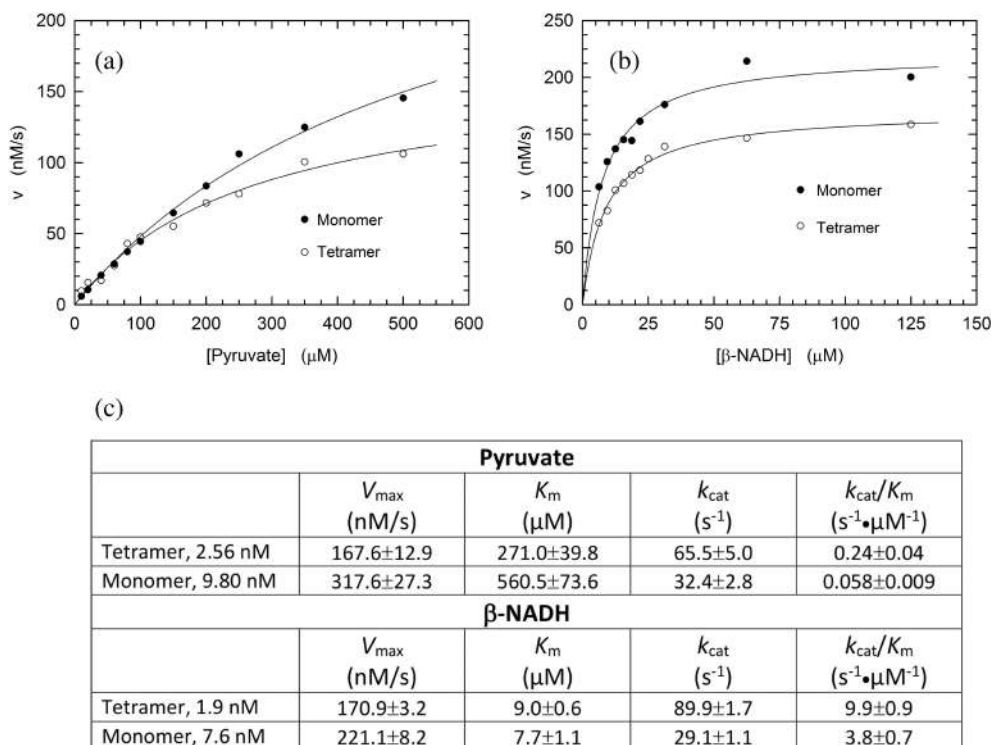 (a)
200
150
100
50
0
v (nM/s)
Monomer
Tetramer
0 100 200 300 400 500 600
[Pyruvate] (μM)
(b)
250
200
150
100
50
0
v (nM/s)
Monomer
Tetramer
0 25 50 75 100 125 150
[β-NADH] (μM)
(c)
Pyruvate
Vmax Km kcat kcat/Km
(nM/s) (μM) (s⁻¹) (s⁻¹•μM⁻¹)
Tetramer, 2.56 nM 167.6±12.9 271.0±39.8 65.5±5.0 0.24±0.04
Monomer, 9.80 nM 317.6±27.3 560.5±73.6 32.4±2.8 0.058±0.009
β-NADH
Vmax Km kcat kcat/Km
(nM/s) (μM) (s⁻¹) (s⁻¹•μM⁻¹)
Tetramer, 1.9 nM 170.9±3.2 9.0±0.6 89.9±1.7 9.9±0.9
Monomer, 7.6 nM 221.1±8.2 7.7±1.1 29.1±1.1 3.8±0.7